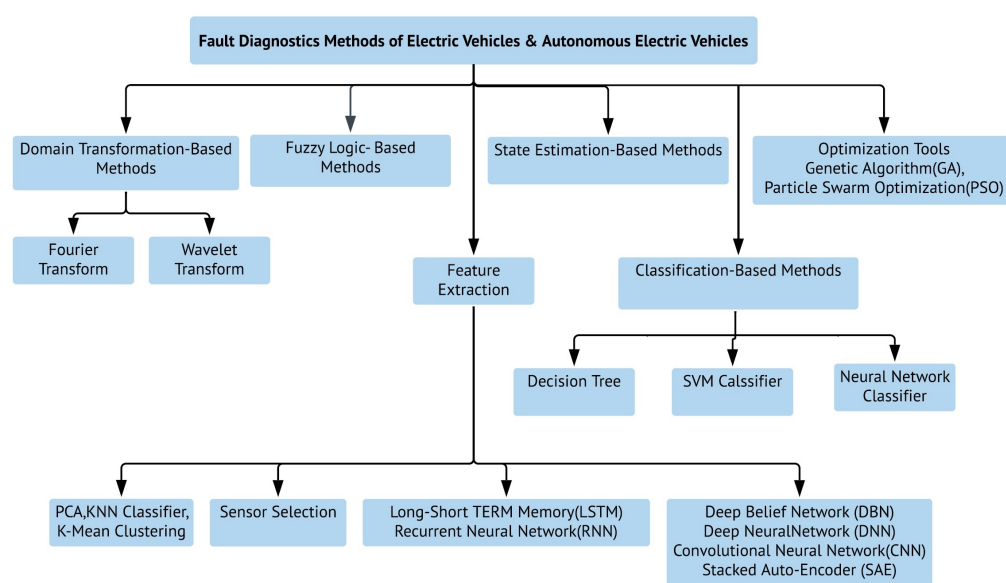 Fault Diagnostics Methods of Electric Vehicles & Autonomous Electric Vehicles
Domain Transformation-Based
Methods
Fuzzy Logic- Based
Methods
State Estimation-Based Methods
Optimization Tools
Genetic Algorithm(GA),
Particle Swarm Optimization(PSO)
Fourier
Transform
Wavelet
Transform
Feature
Extraction
Classification-Based Methods
Decision Tree
SVM Calssifier
Neural Network
Classifier
PCA,KNN Classifier,
K-Mean Clustering
Sensor Selection
Long-Short TERM Memory(LSTM)
Recurrent Neural Network(RNN)
Deep Belief Network (DBN)
Deep NeuralNetwork (DNN)
Convolutional Neural Network(CNN)
Stacked Auto-Encoder (SAE)